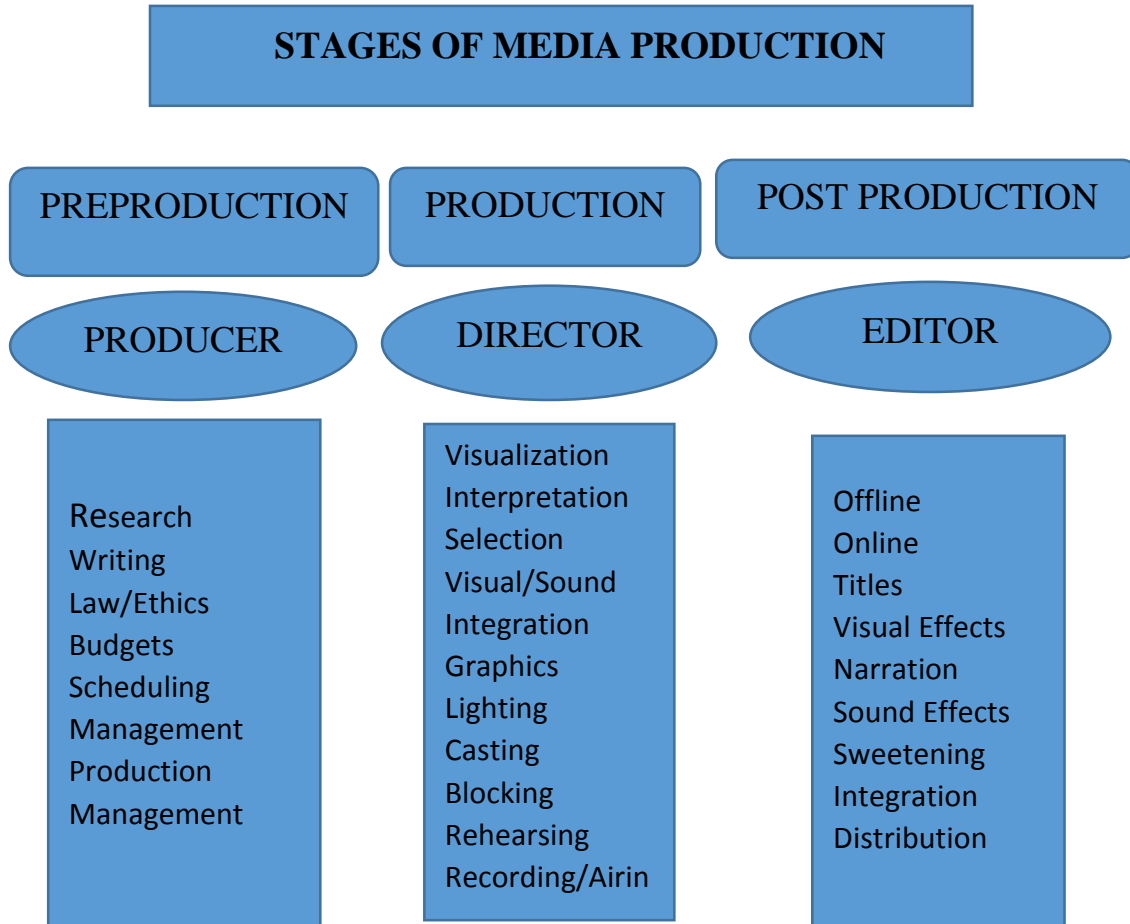 STAGES OF MEDIA PRODUCTION
PREPRODUCTION
PRODUCER
Research
Writing
Law/Ethics
Budgets
Scheduling
Management
Production
Management
PRODUCTION
DIRECTOR
Visualization
Interpretation
Selection
Visual/Sound
Integration
Graphics
Lighting
Casting
Blocking
Rehearsing
Recording/Airin
POST PRODUCTION
EDITOR
Offline
Online
Titles
Visual Effects
Narration
Sound Effects
Sweetening
Integration
Distribution